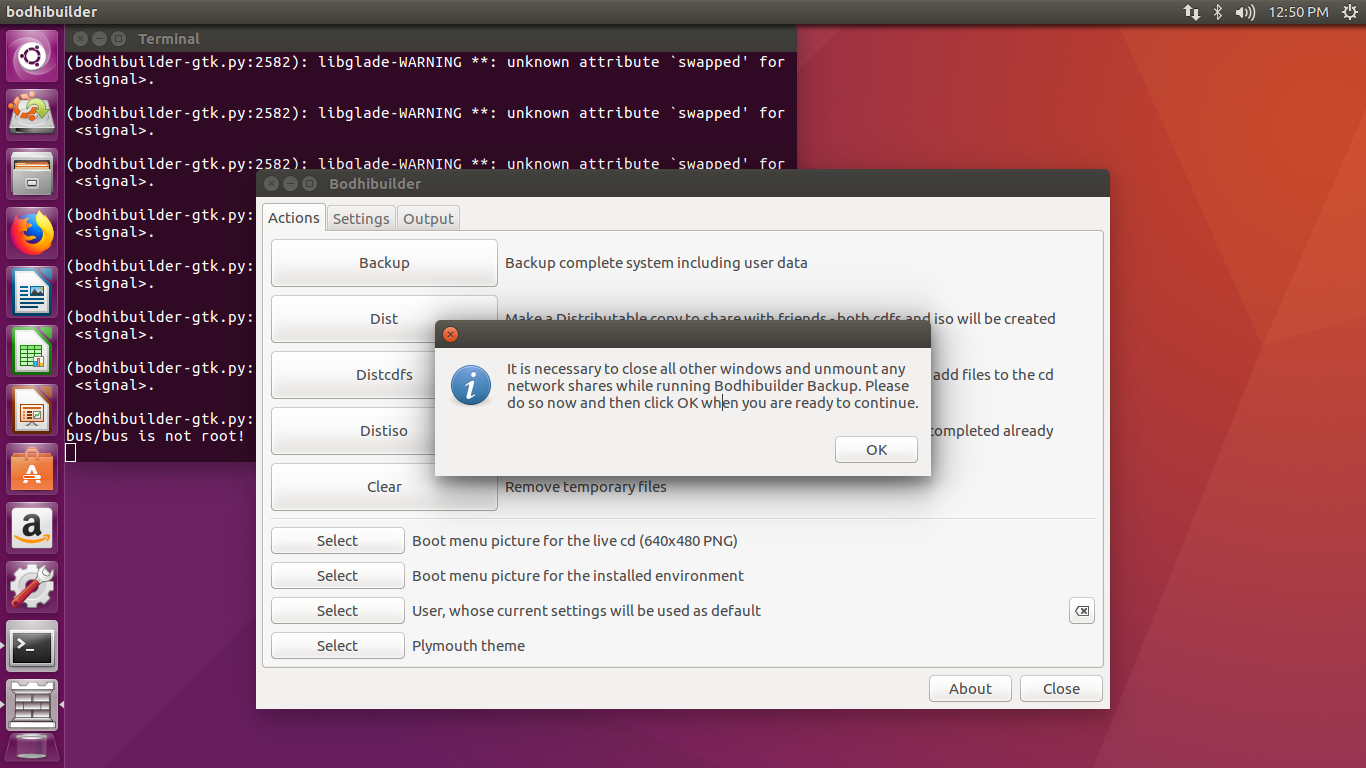 bodhibuilder
12:50 PM
Terminal
(bodhibuilder-gtk.py:2582): libglade-WARNING **: unknown attribute `swapped' for
<signal>.
(bodhibuilder-gtk.py:2582): libglade-WARNING **: unknown attribute `swapped' for
<signal>.
(bodhibuilder-gtk.py:2582): libglade-WARNING **: unknown attribute `swapped' for
<signal>.
(bodhibuilder-gtk.py:
<signal>.
(bodhibuilder-gtk.py:
<signal>.
(bodhibuilder-gtk.py:
<signal>.
(bodhibuilder-gtk.py:
<signal>.
(bodhibuilder-gtk.py:
bus/bus is not root!
Bodhibuilder
Actions Settings Output
Backup Backup complete system including user data
Dist Make a Distributable copy to share with friends - both cdfs and iso will be created
Distcdfs add files to the cd
Distiso completed already
Clear Remove temporary files
It is necessary to close all other windows and unmount any
network shares while running Bodhibuilder Backup. Please
do so now and then click OK when you are ready to continue.
OK
Select Boot menu picture for the live cd (640x480 PNG)
Select Boot menu picture for the installed environment
Select User, whose current settings will be used as default
Select Plymouth theme
About Close